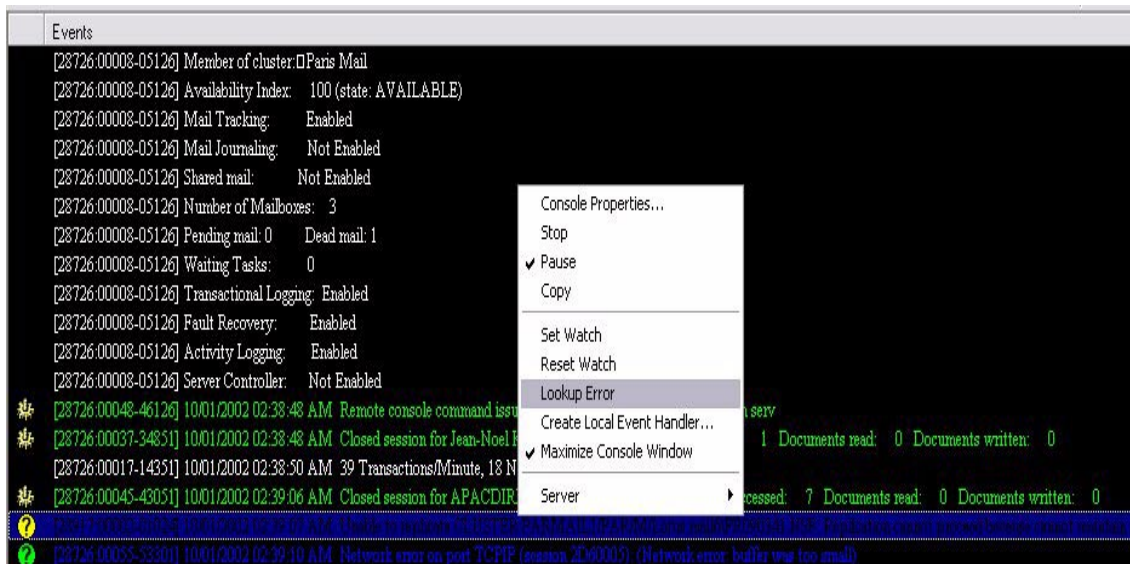 Events
[28726:00008-05126] Member of cluster:□Paris Mail
[28726:00008-05126] Availability Index: 100 (state: AVAILABLE)
[28726:00008-05126] Mail Tracking: Enabled
[28726:00008-05126] Mail Journaling: Not Enabled
[28726:00008-05126] Shared mail: Not Enabled
[28726:00008-05126] Number of Mailboxes: 3
[28726:00008-05126] Pending mail: 0 Dead mail: 1
[28726:00008-05126] Waiting Tasks: 0
[28726:00008-05126] Transactional Logging: Enabled
[28726:00008-05126] Fault Recovery: Enabled
[28726:00008-05126] Activity Logging: Enabled
[28726:00008-05126] Server Controller: Not Enabled
[28726:00048-46126] 10/01/2002 02:38:48 AM Remote console command issu serv
[28726:00037-34851] 10/01/2002 02:38:48 AM Closed session for Jean-Noel 1 Documents read: 0 Documents written: 0
[28726:00017-14351] 10/01/2002 02:38:50 AM 39 Transactions/Minute, 18 N
[28726:00045-43051] 10/01/2002 02:39:06 AM Closed session for APACDIR cessed: 7 Documents read: 0 Documents written: 0
[28726:00055-53301] 10/01/2002 02:39:10 AM Network error on port TCPIP (session 2D60005): (Network error: buffer was too small)
Console Properties...
Stop
Pause
Copy
Set Watch
Reset Watch
Lookup Error
Create Local Event Handler...
Maximize Console Window
Server